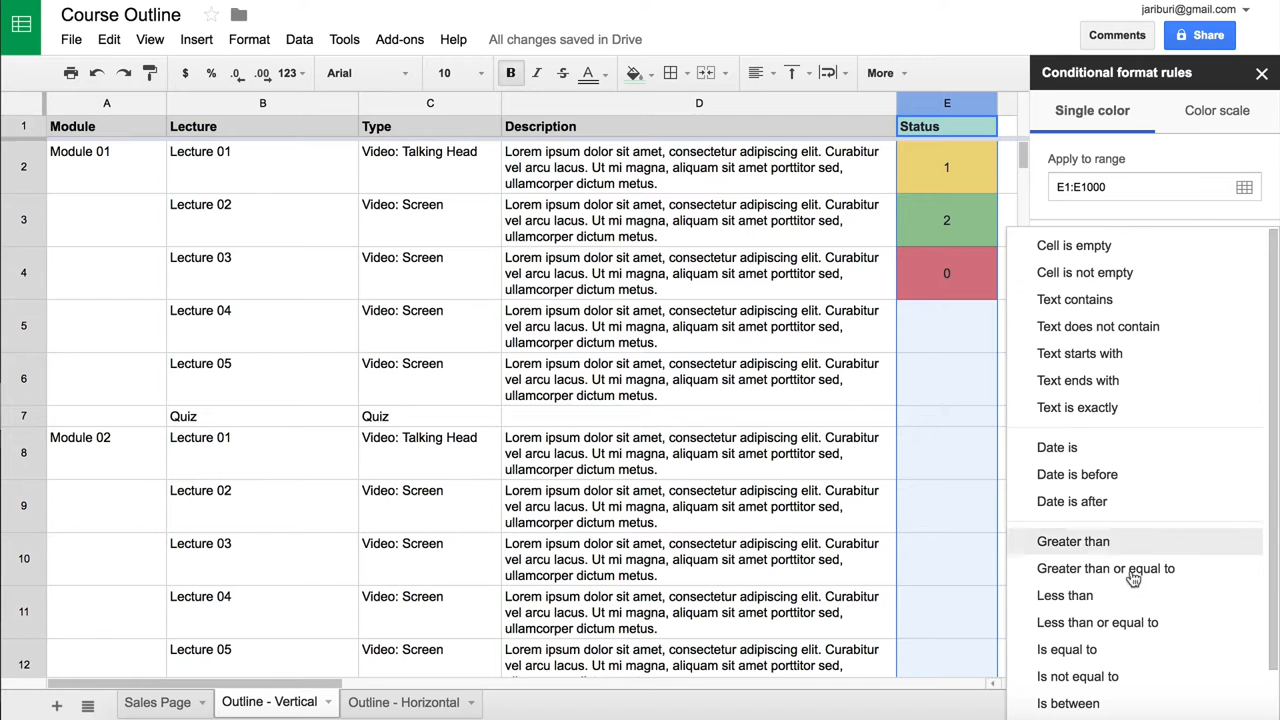 Course Outline
jariburi@gmail.com
File Edit View Insert Format Data Tools Add-ons Help All changes saved in Drive
Comments
Share
$ % .0 .00 123 Arial 10 B I S A More
Conditional format rules
Single color Color scale
Apply to range
E1:E1000
A B C D E
1 Module Lecture Type Description Status
2 Module 01 Lecture 01 Video: Talking Head Lorem ipsum dolor sit amet, consectetur adipiscing elit. Curabitur 1
vel arcu lacus. Ut mi magna, aliquam sit amet porttitor sed,
ullamcorper dictum metus.
3 Lecture 02 Video: Screen Lorem ipsum dolor sit amet, consectetur adipiscing elit. Curabitur 2
vel arcu lacus. Ut mi magna, aliquam sit amet porttitor sed,
ullamcorper dictum metus.
4 Lecture 03 Video: Screen Lorem ipsum dolor sit amet, consectetur adipiscing elit. Curabitur 0
vel arcu lacus. Ut mi magna, aliquam sit amet porttitor sed,
ullamcorper dictum metus.
5 Lecture 04 Video: Screen Lorem ipsum dolor sit amet, consectetur adipiscing elit. Curabitur
vel arcu lacus. Ut mi magna, aliquam sit amet porttitor sed,
ullamcorper dictum metus.
6 Lecture 05 Video: Screen Lorem ipsum dolor sit amet, consectetur adipiscing elit. Curabitur
vel arcu lacus. Ut mi magna, aliquam sit amet porttitor sed,
ullamcorper dictum metus.
7 Quiz Quiz
8 Module 02 Lecture 01 Video: Talking Head Lorem ipsum dolor sit amet, consectetur adipiscing elit. Curabitur
vel arcu lacus. Ut mi magna, aliquam sit amet porttitor sed,
ullamcorper dictum metus.
9 Lecture 02 Video: Screen Lorem ipsum dolor sit amet, consectetur adipiscing elit. Curabitur
vel arcu lacus. Ut mi magna, aliquam sit amet porttitor sed,
ullamcorper dictum metus.
10 Lecture 03 Video: Screen Lorem ipsum dolor sit amet, consectetur adipiscing elit. Curabitur
vel arcu lacus. Ut mi magna, aliquam sit amet porttitor sed,
ullamcorper dictum metus.
11 Lecture 04 Video: Screen Lorem ipsum dolor sit amet, consectetur adipiscing elit. Curabitur
vel arcu lacus. Ut mi magna, aliquam sit amet porttitor sed,
ullamcorper dictum metus.
12 Lecture 05 Video: Screen Lorem ipsum dolor sit amet, consectetur adipiscing elit. Curabitur
vel arcu lacus. Ut mi magna, aliquam sit amet porttitor sed,
Cell is empty
Cell is not empty
Text contains
Text does not contain
Text starts with
Text ends with
Text is exactly
Date is
Date is before
Date is after
Greater than
Greater than or equal to
Less than
Less than or equal to
Is equal to
Is not equal to
Is between
Sales Page Outline - Vertical Outline - Horizontal